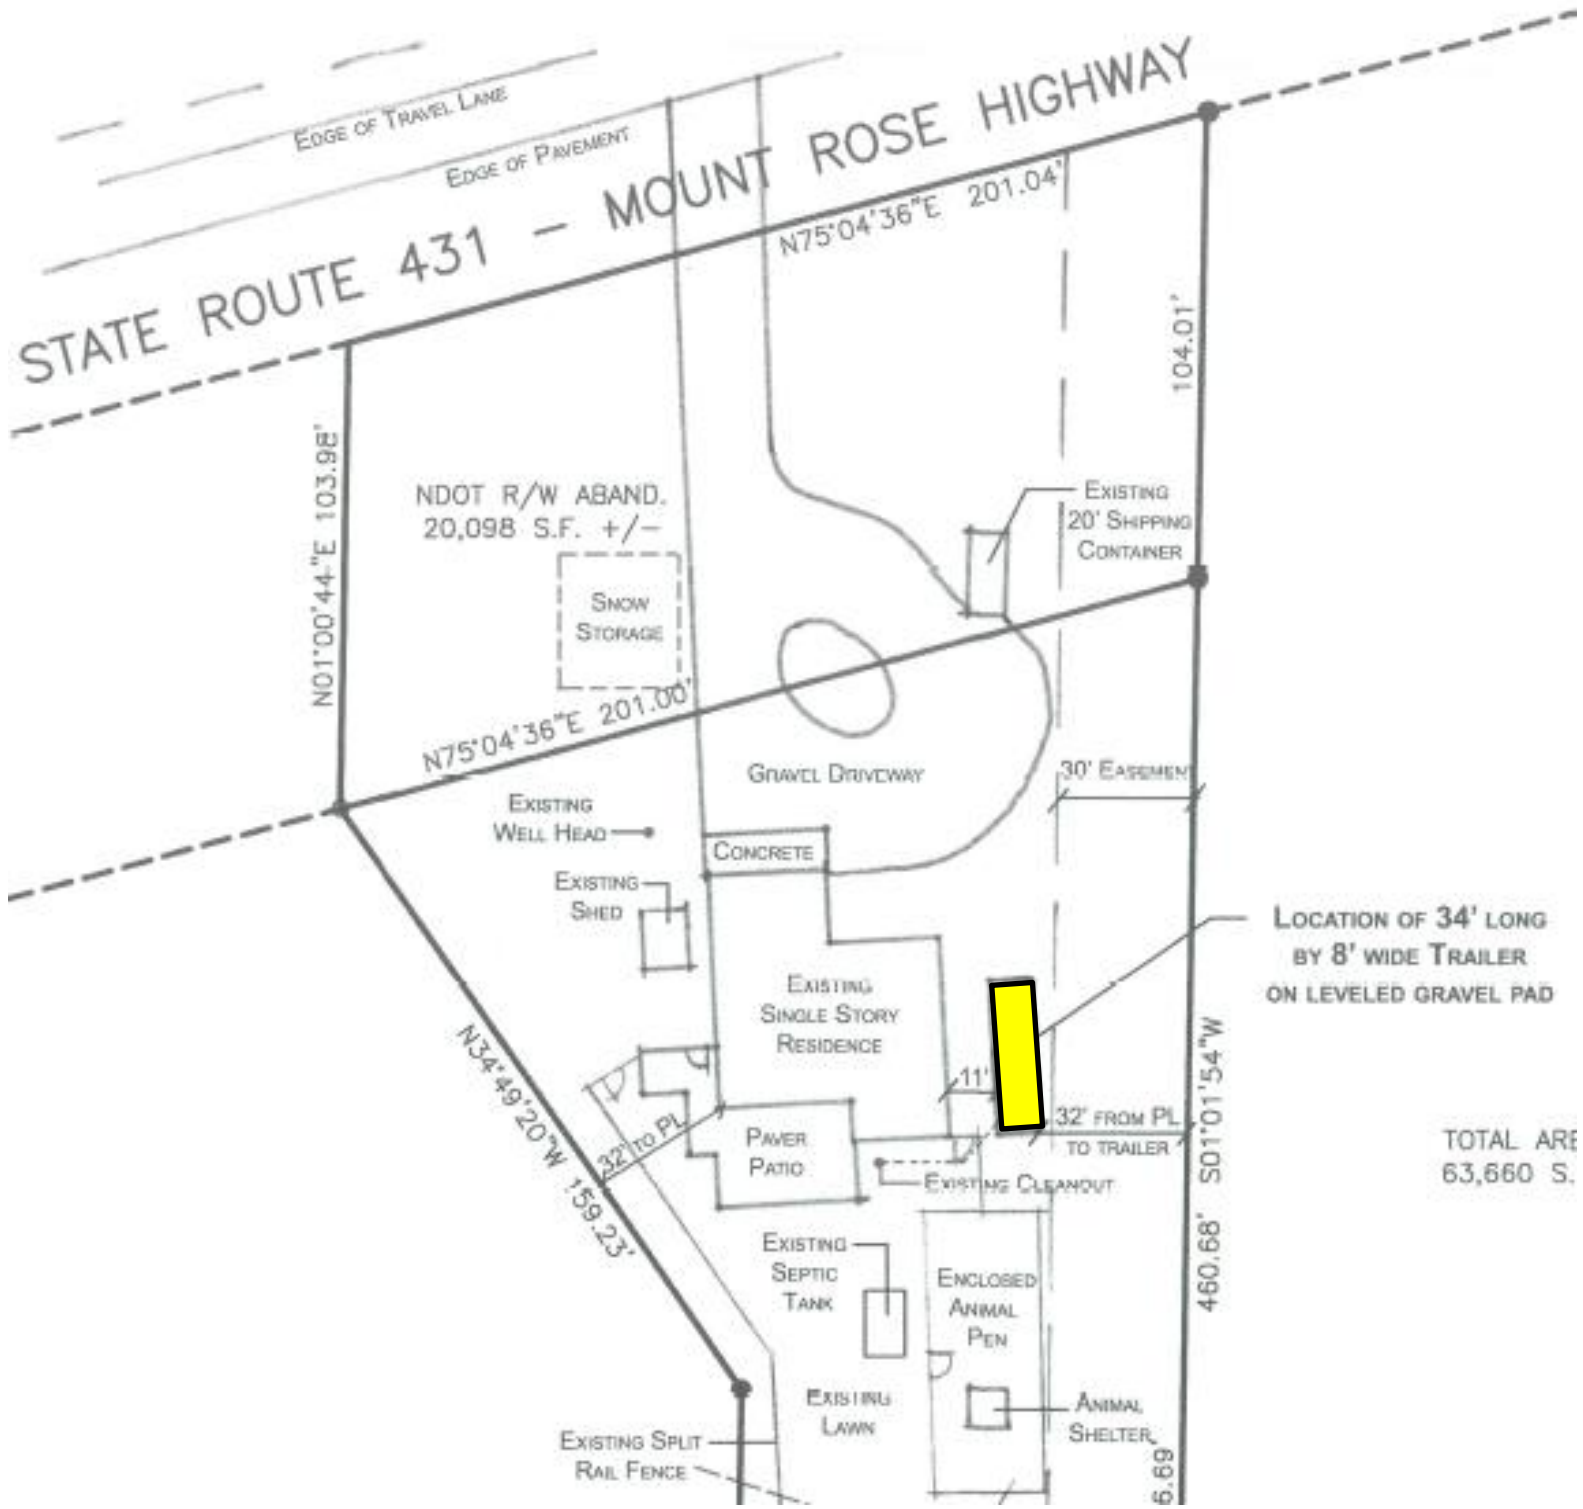 EDGE OF TRAVEL LANE
EDGE OF PAVEMENT
STATE ROUTE 431 - MOUNT ROSE HIGHWAY
N75°04'36"E 201.04'
104.01'
N01°00'44"E 103.98'
NDOT R/W ABAND.
20,098 S.F. +/-
EXISTING
20' SHIPPING
CONTAINER
SNOW
STORAGE
N75°04'36"E 201.00'
GRAVEL DRIVEWAY
30' EASEMENT
EXISTING
WELL HEAD
CONCRETE
EXISTING
SHED
LOCATION OF 34' LONG
BY 8' WIDE TRAILER
ON LEVELED GRAVEL PAD
EXISTING
SINGLE STORY
RESIDENCE
N34°49'20"W 159.23'
11'
32' TO PL
32' FROM PL
TO TRAILER
460.68' S01°01'54"W
PAVER
PATIO
TOTAL ARE
63,660 S.
EXISTING CLEANOUT
EXISTING
SEPTIC
TANK
ENCLOSED
ANIMAL
PEN
EXISTING
LAWN
ANIMAL
SHELTER
EXISTING SPLIT
RAIL FENCE
6.69'